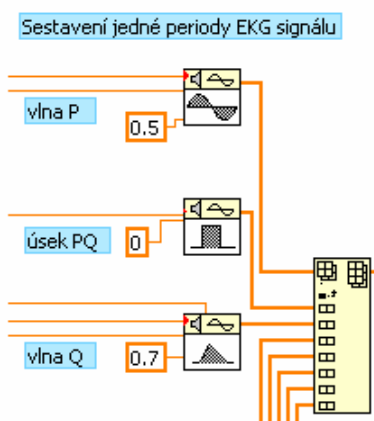 Sestavení jedné periody EKG signálu
vlna P
0.5
úsek PQ
0
vlna Q
0.7